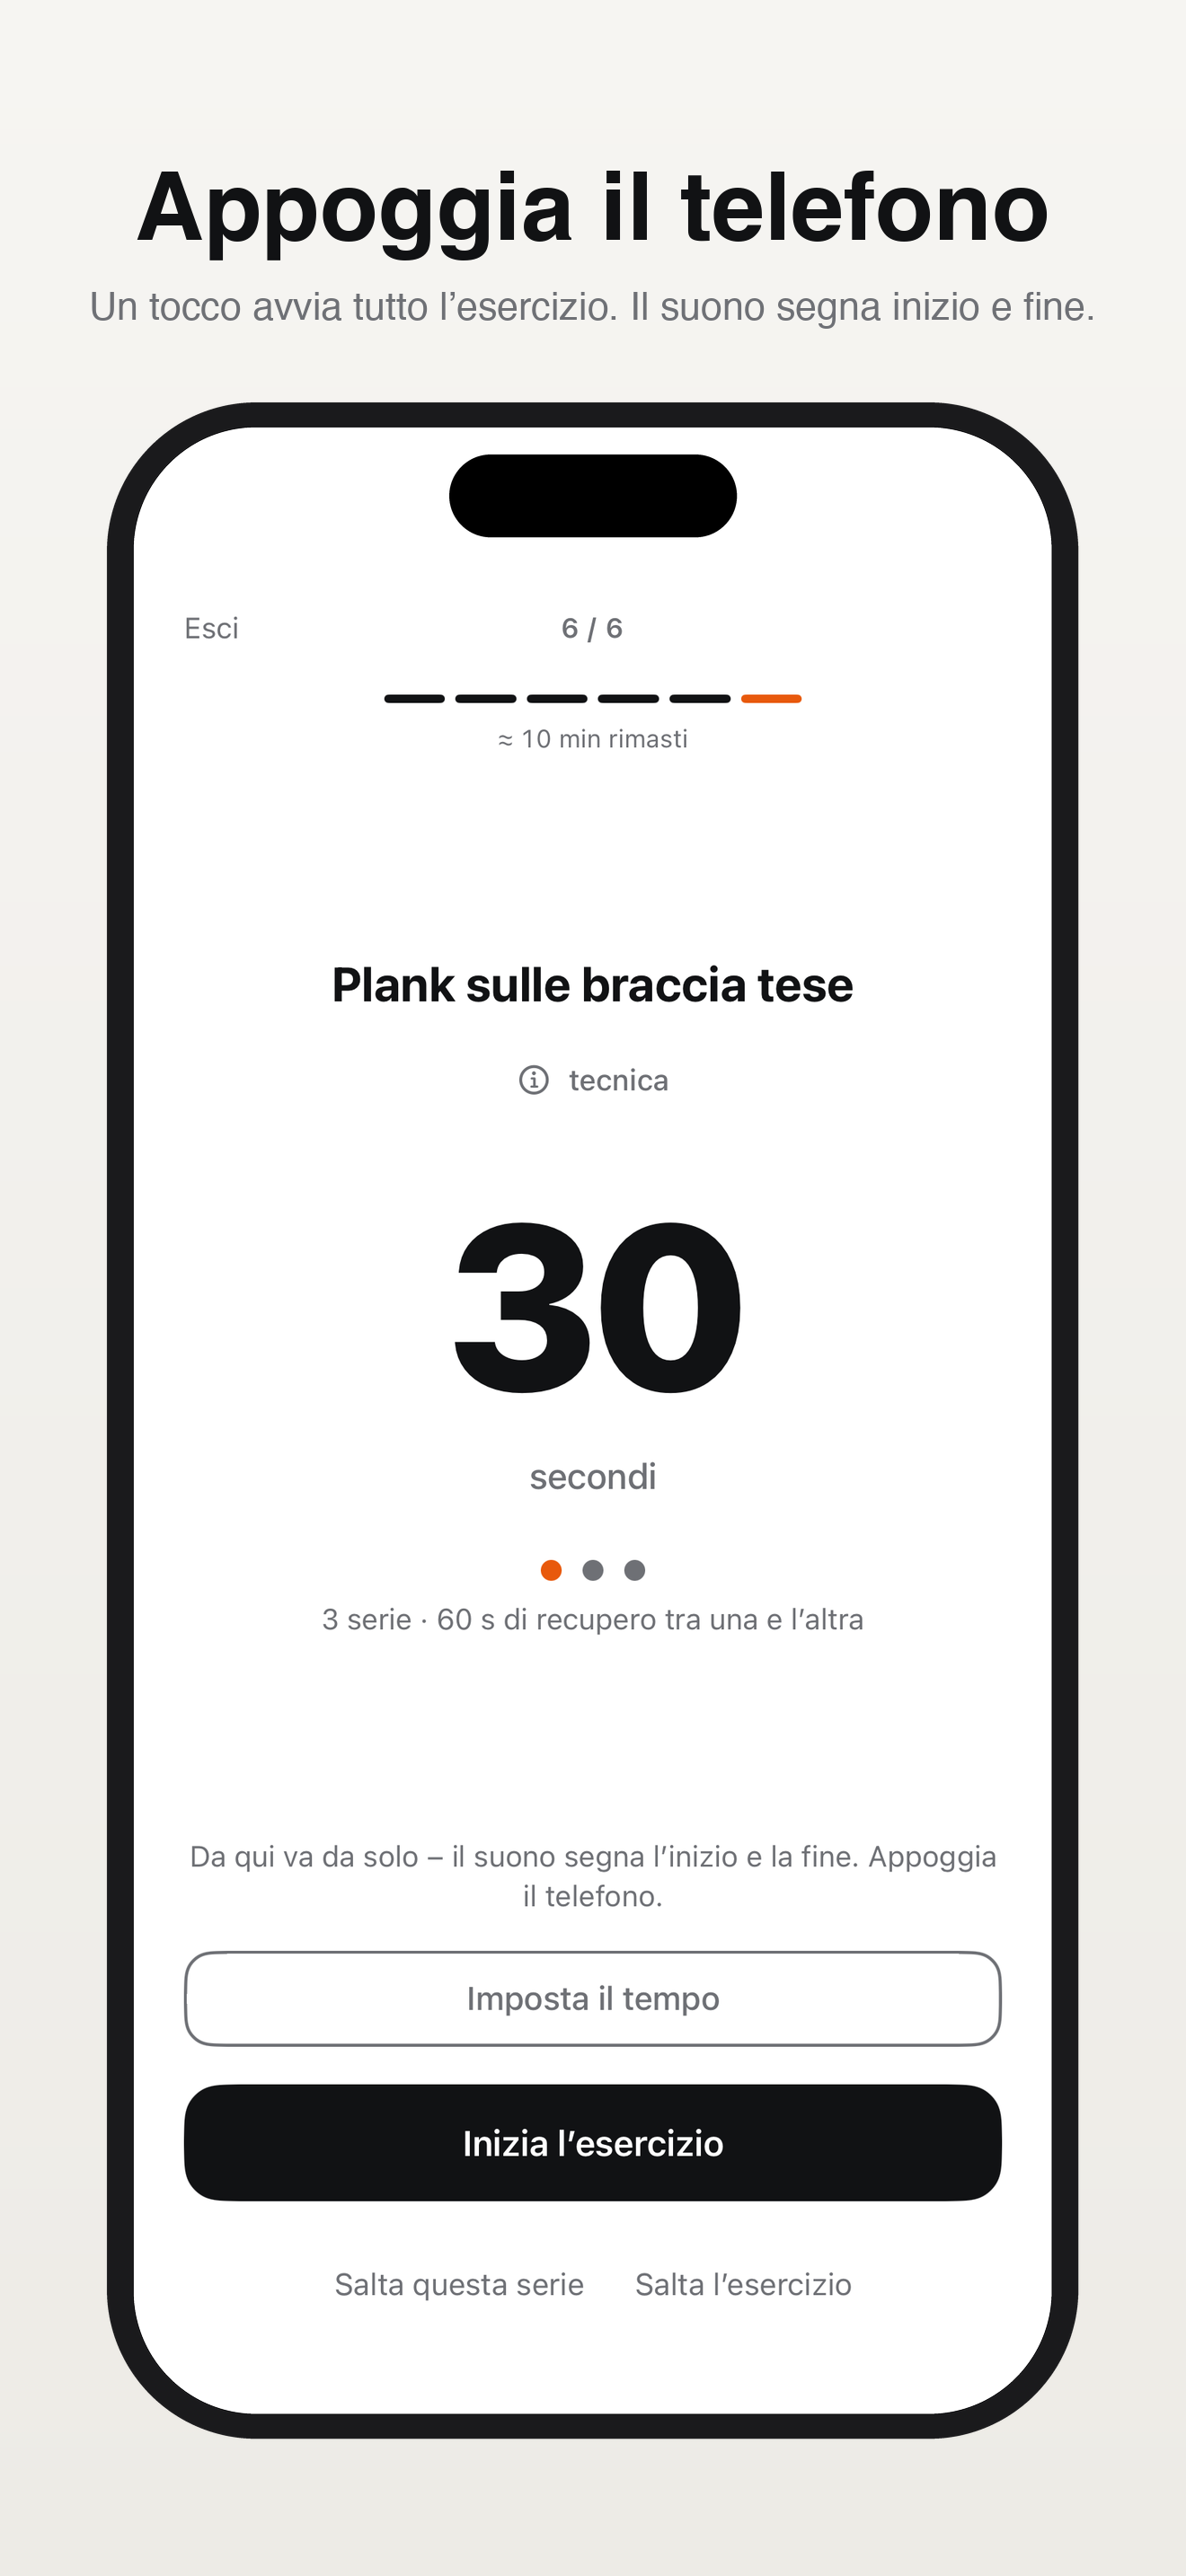 Appoggia il telefono
Un tocco avvia tutto l’esercizio. Il suono segna inizio e fine.
Esci
6 / 6
≈ 10 min rimasti
Plank sulle braccia tese
tecnica
30
secondi
3 serie · 60 s di recupero tra una e l’altra
Da qui va da solo – il suono segna l’inizio e la fine. Appoggia
il telefono.
Imposta il tempo
Inizia l’esercizio
Salta questa serie
Salta l’esercizio